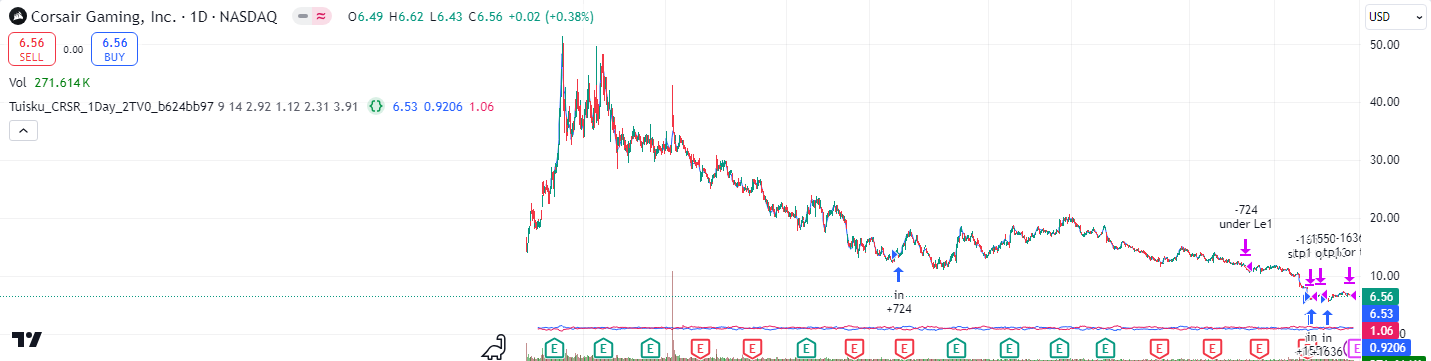 Corsair Gaming, Inc. · 1D · NASDAQ O6.49 H6.62 L6.43 C6.56 +0.02 (+0.38%)
USD
6.56
SELL
0.00
6.56
BUY
Vol 271.614 K
Tuisku_CRSR_1Day_2TV0_b624bb97 9 14 2.92 1.12 2.31 3.91 {} 6.53 0.9206 1.06
50.00
40.00
30.00
20.00
10.00
-724
under Le1
in
+724
in
in
6.56
6.53
1.06
0.9206
E E E E E E E E E E E E E E